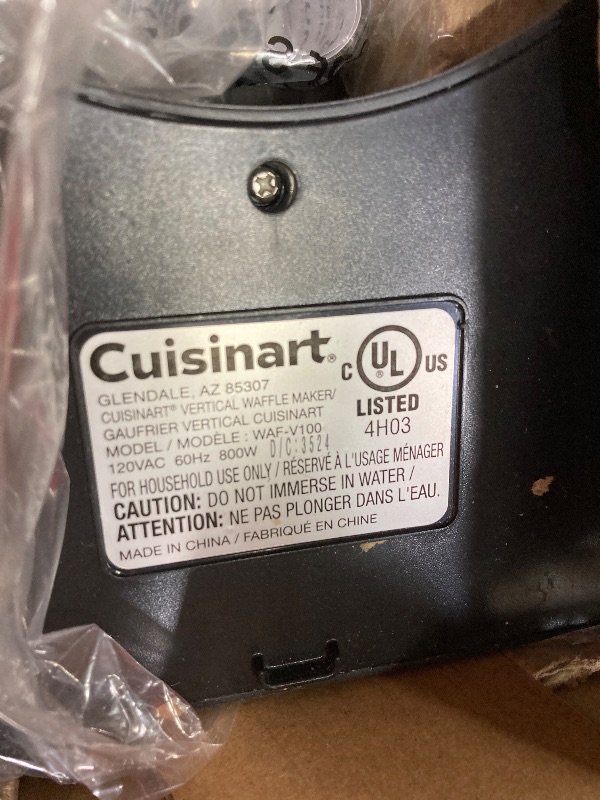 Cuisinart®
C UL® US
LISTED
4H03
GLENDALE, AZ 85307
CUISINART® VERTICAL WAFFLE MAKER/
GAUFRIER VERTICAL CUISINART
MODEL / MODÈLE : WAF-V100
120VAC 60Hz 800W D/C:3524
FOR HOUSEHOLD USE ONLY / RÉSERVÉ À L'USAGE MÉNAGER
CAUTION: DO NOT IMMERSE IN WATER /
ATTENTION: NE PAS PLONGER DANS L'EAU.
MADE IN CHINA / FABRIQUÉ EN CHINE